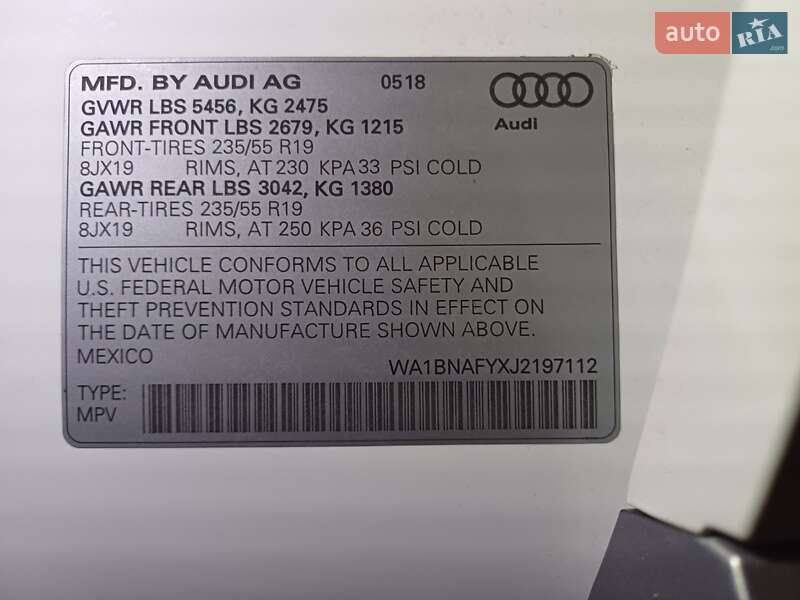 auto RIA .com
MFD. BY AUDI AG 0518
GVWR LBS 5456, KG 2475
GAWR FRONT LBS 2679, KG 1215 Audi
FRONT-TIRES 235/55 R19
8JX19 RIMS, AT 230 KPA 33 PSI COLD
GAWR REAR LBS 3042, KG 1380
REAR-TIRES 235/55 R19
8JX19 RIMS, AT 250 KPA 36 PSI COLD
THIS VEHICLE CONFORMS TO ALL APPLICABLE
U.S. FEDERAL MOTOR VEHICLE SAFETY AND
THEFT PREVENTION STANDARDS IN EFFECT ON
THE DATE OF MANUFACTURE SHOWN ABOVE.
MEXICO WA1BNAFYXJ2197112
TYPE:
MPV